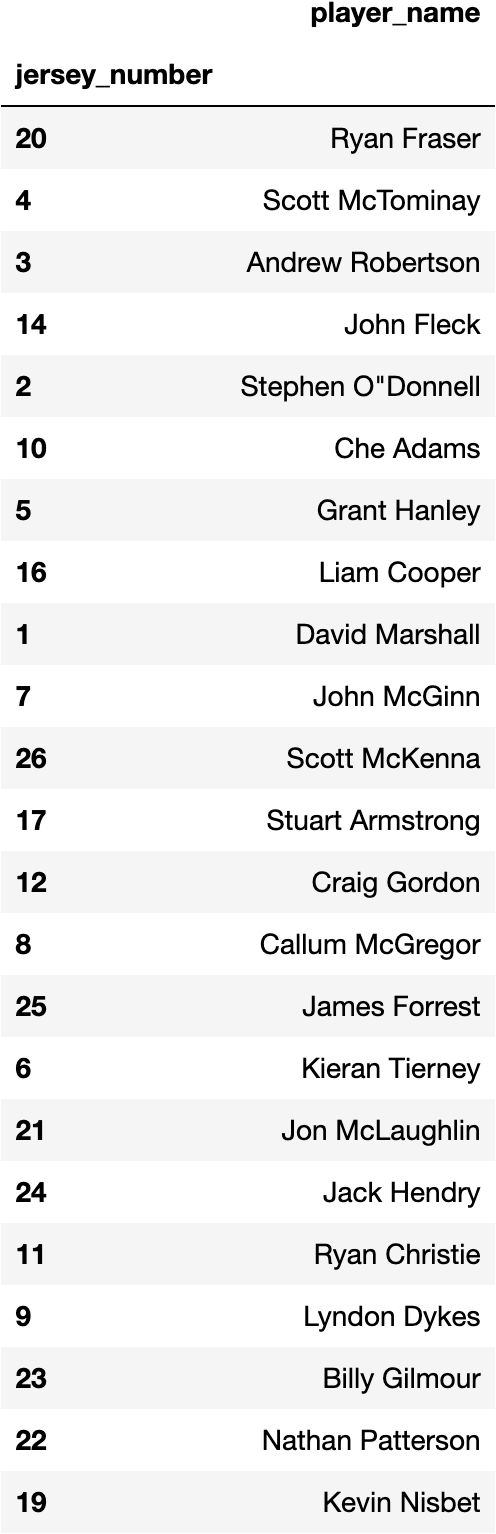 player_name
jersey_number
20 Ryan Fraser
4 Scott McTominay
3 Andrew Robertson
14 John Fleck
2 Stephen O"Donnell
10 Che Adams
5 Grant Hanley
16 Liam Cooper
1 David Marshall
7 John McGinn
26 Scott McKenna
17 Stuart Armstrong
12 Craig Gordon
8 Callum McGregor
25 James Forrest
6 Kieran Tierney
21 Jon McLaughlin
24 Jack Hendry
11 Ryan Christie
9 Lyndon Dykes
23 Billy Gilmour
22 Nathan Patterson
19 Kevin Nisbet